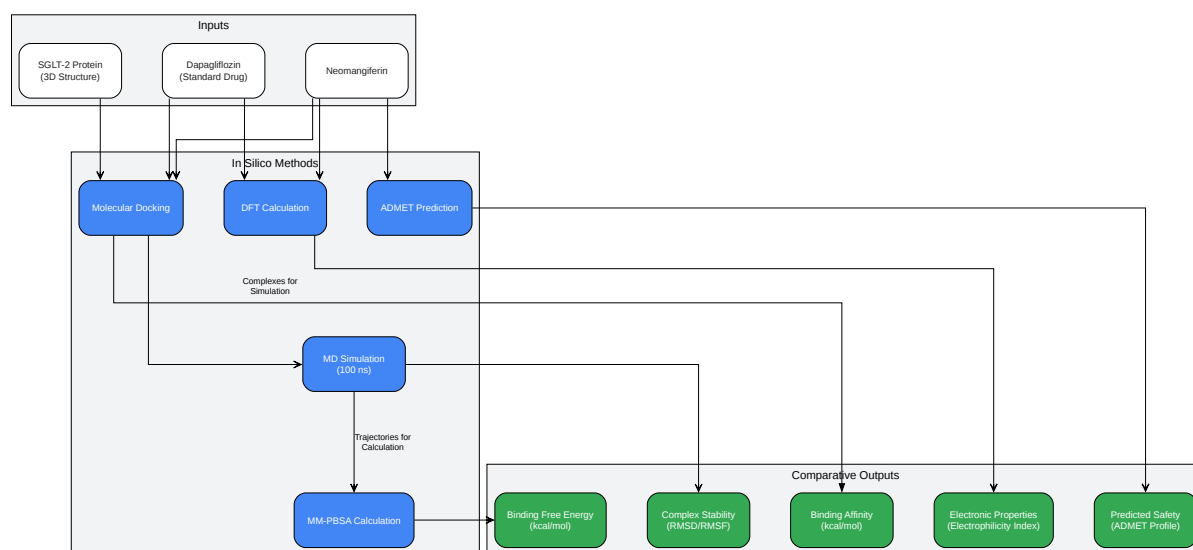 Inputs
SGLT-2 Protein
(3D Structure)
Dapagliflozin
(Standard Drug)
Neomangiferin
In Silico Methods
Molecular Docking
DFT Calculation
ADMET Prediction
Complexes for
Simulation
MD Simulation
(100 ns)
Trajectories for
Calculation
MM-PBSA Calculation
Comparative Outputs
Binding Free Energy
(kcal/mol)
Complex Stability
(RMSD/RMSF)
Binding Affinity
(kcal/mol)
Electronic Properties
(Electrophilicity Index)
Predicted Safety
(ADMET Profile)